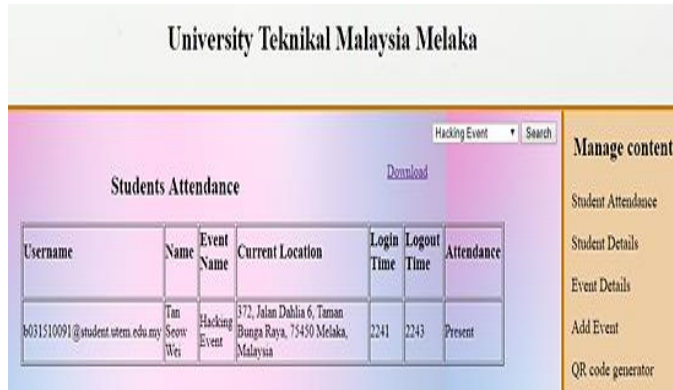 University Teknikal Malaysia Melaka
Hacking Event
Search
Download
Students Attendance
Username
Name
Event
Name
Current Location
Login
Time
Logout
Time
Attendance
b031510091@student.utem.edu.my
Tan
Seow
Wei
Hacking
Event
372, Jalan Dahlia 6, Taman
Bunga Raya, 75450 Melaka,
Malaysia
2241
2243
Present
Manage content
Student Attendance
Student Details
Event Details
Add Event
QR code generator